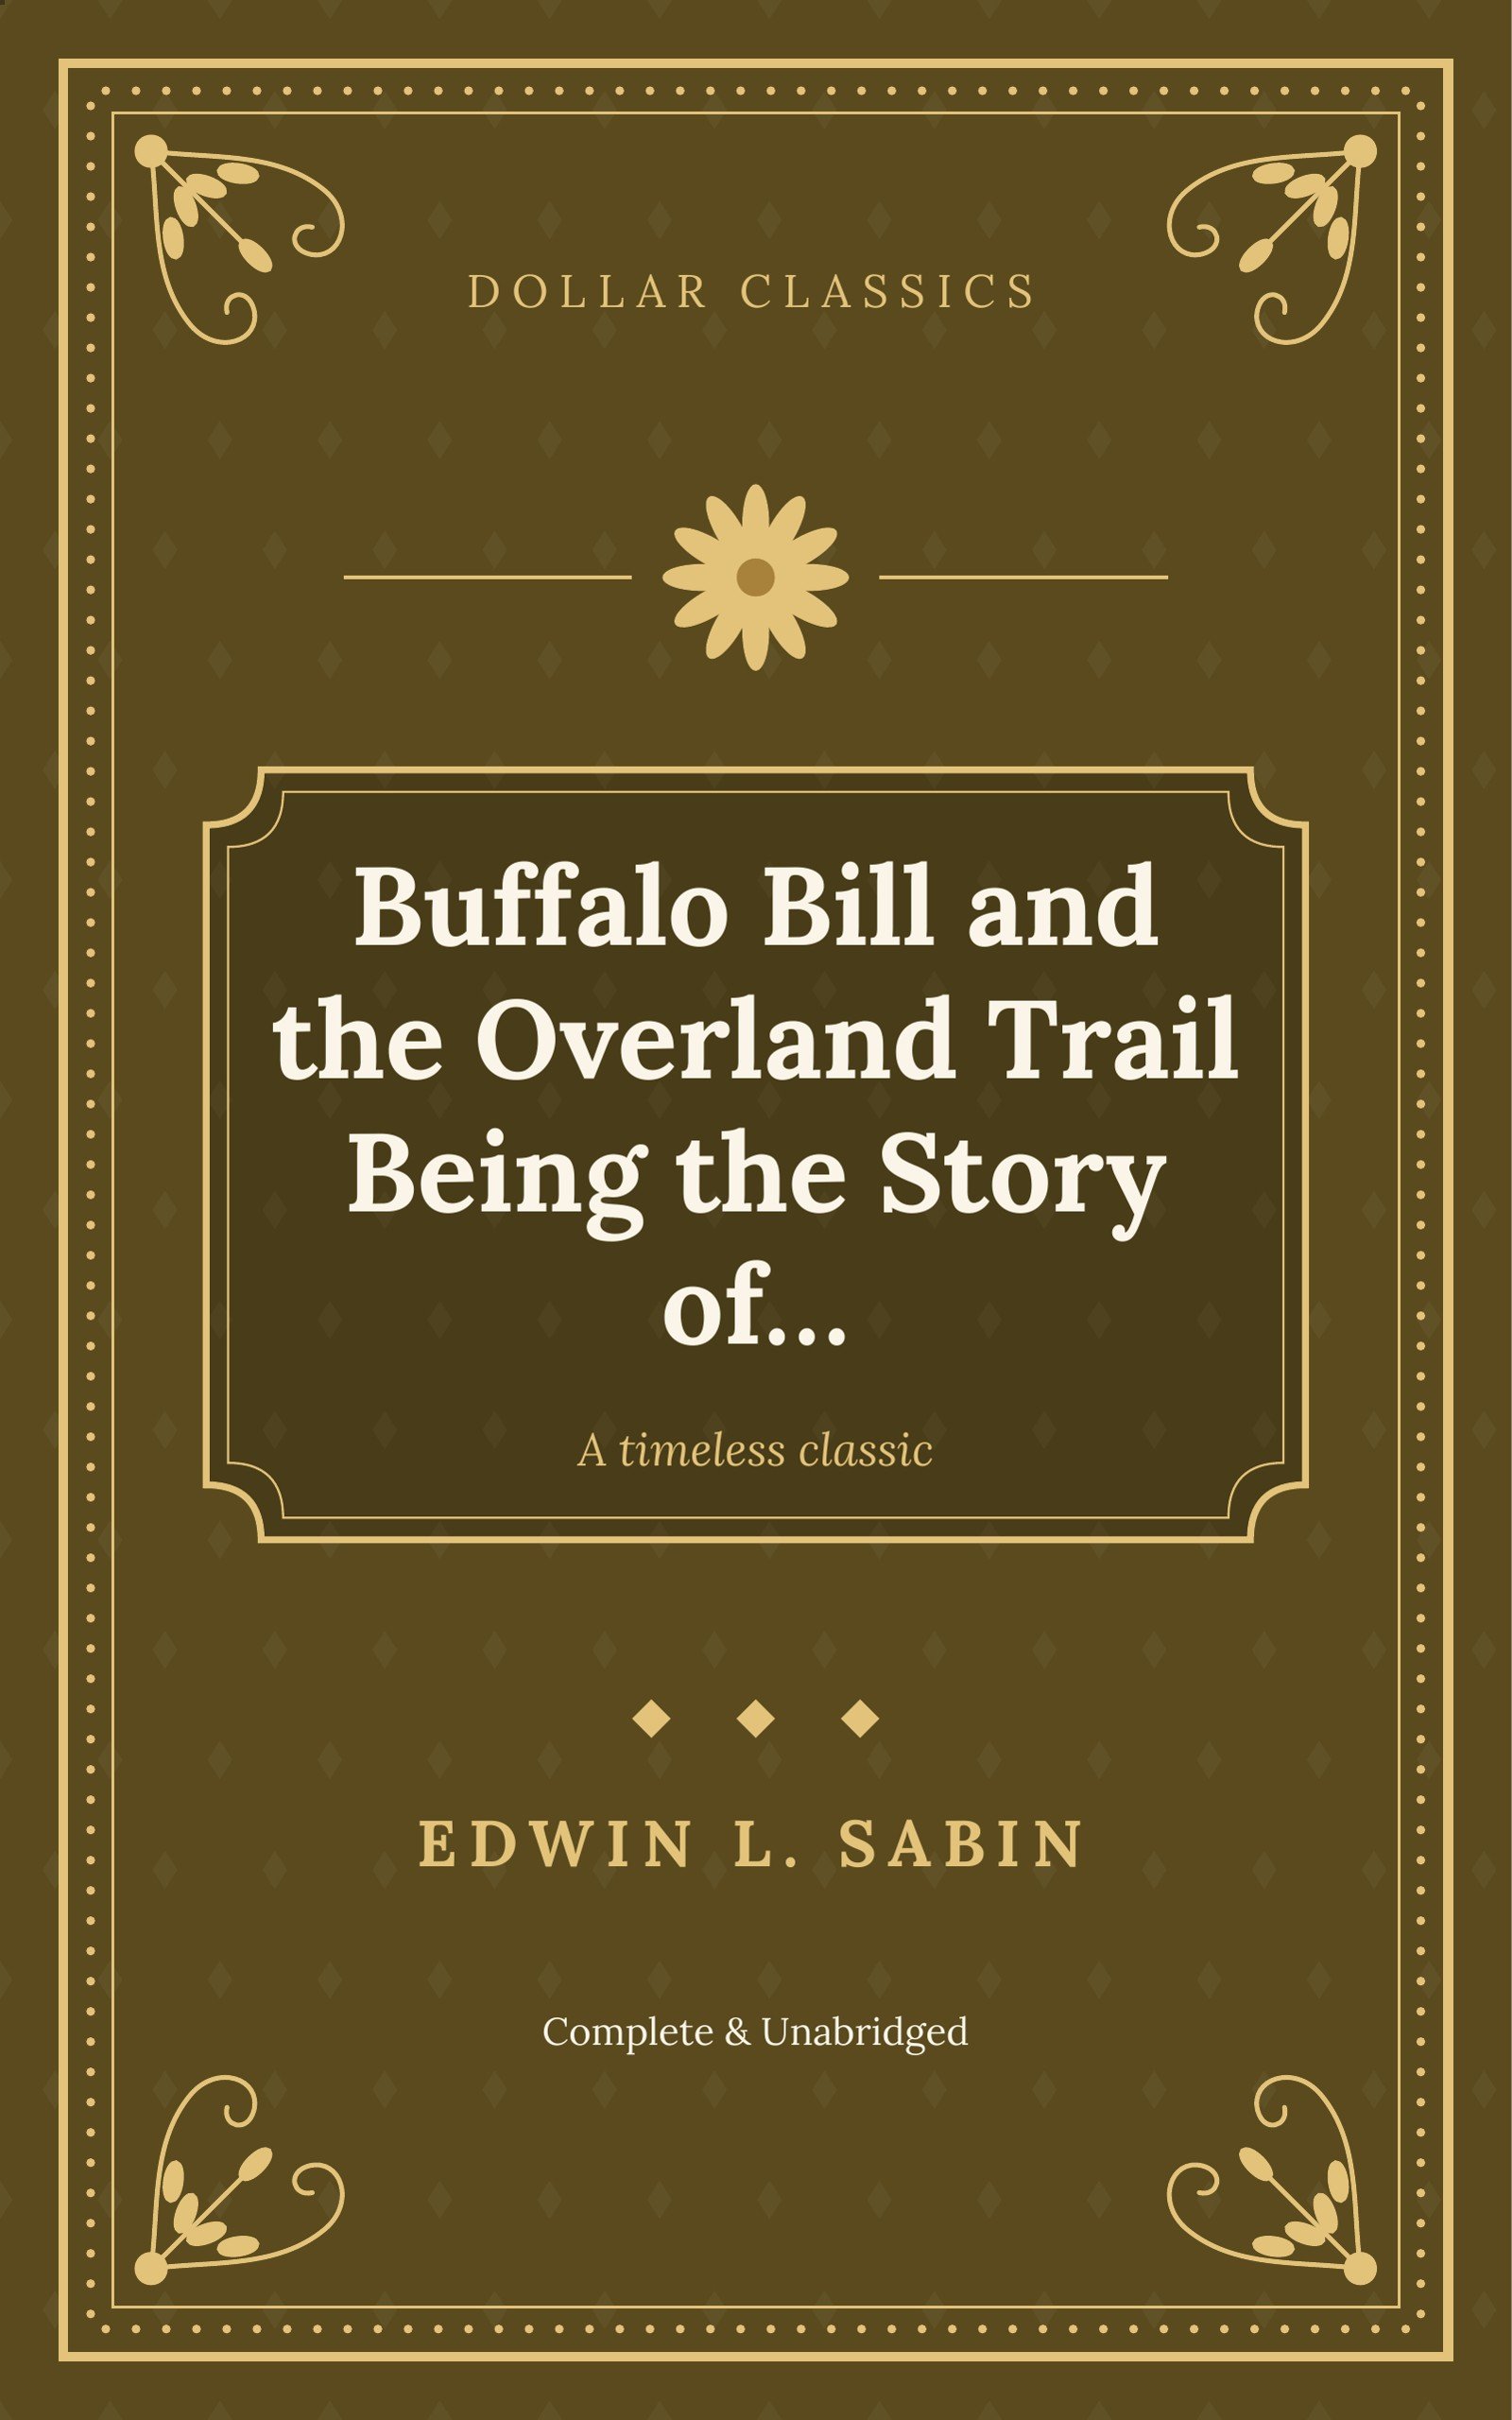 DOLLAR CLASSICS
Buffalo Bill and
the Overland Trail
Being the Story
of...
A timeless classic
EDWIN L. SABIN
Complete & Unabridged